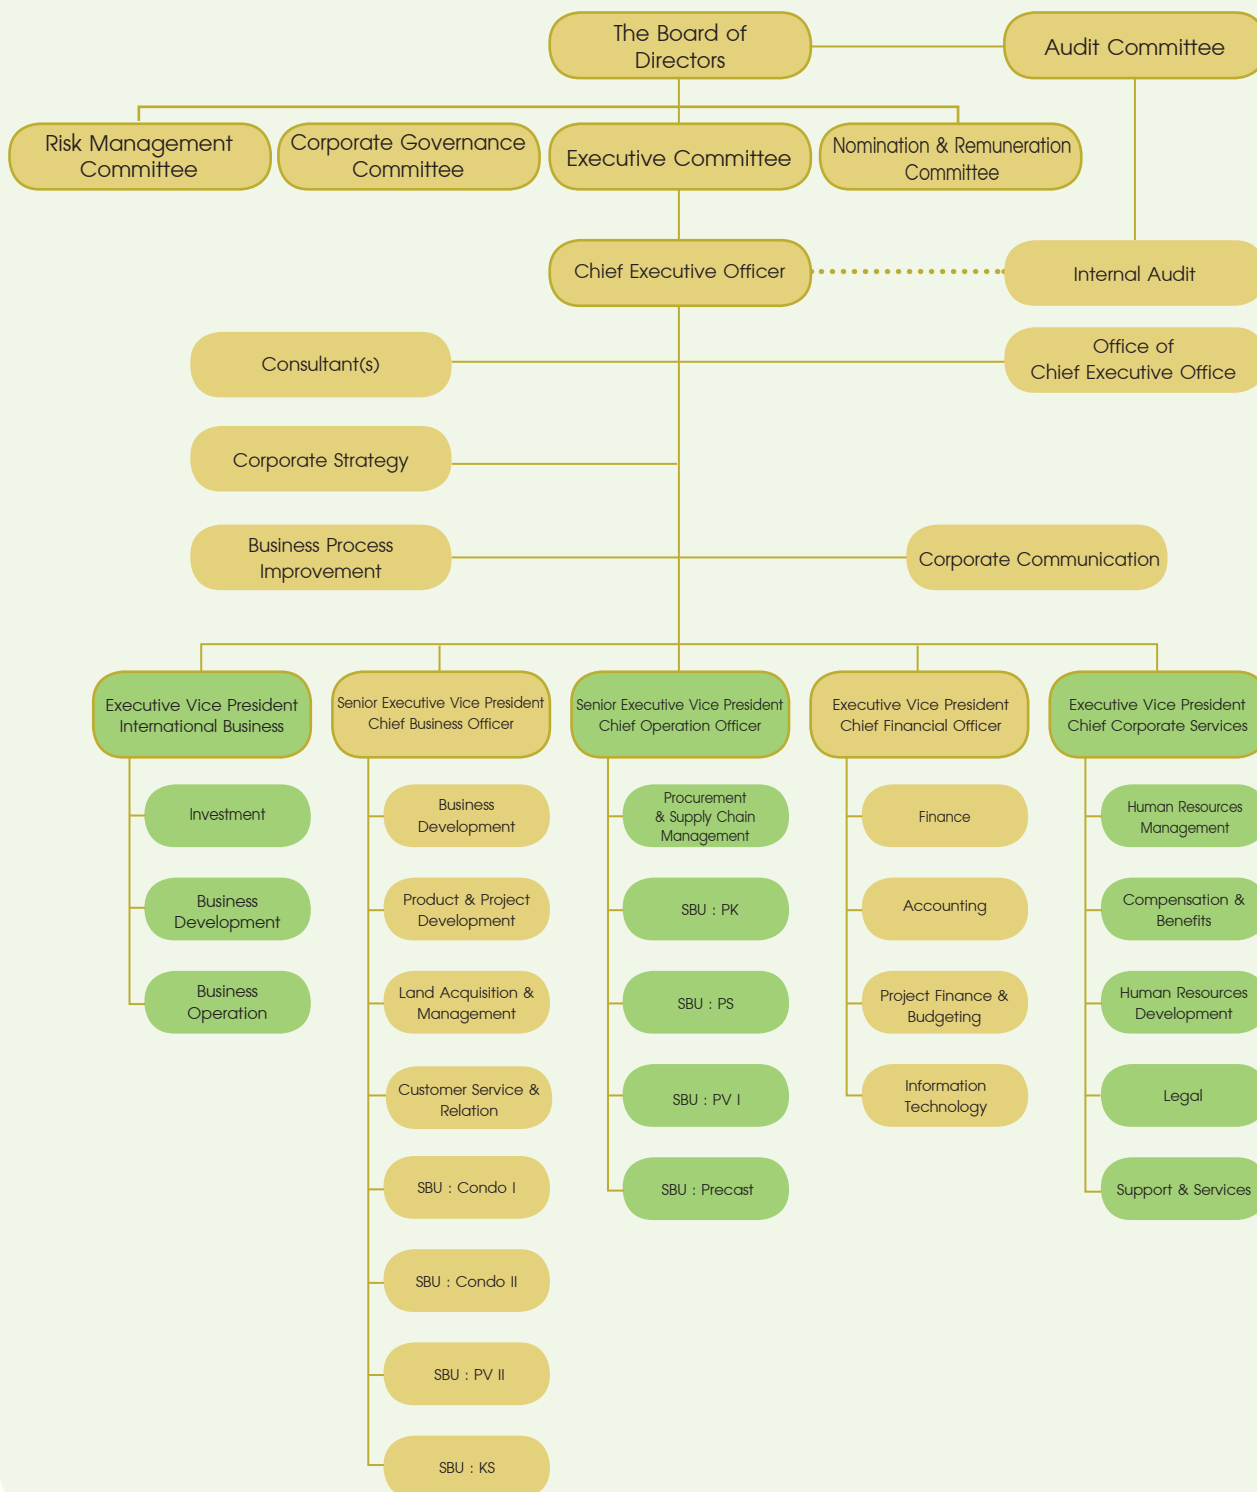 The Board of
Directors
Audit Committee
Risk Management
Committee
Corporate Governance
Committee
Executive Committee
Nomination & Remuneration
Committee
Chief Executive Officer
Internal Audit
Consultant(s)
Office of
Chief Executive Office
Corporate Strategy
Business Process
Improvement
Corporate Communication
Executive Vice President
International Business
Senior Executive Vice President
Chief Business Officer
Senior Executive Vice President
Chief Operation Officer
Executive Vice President
Chief Financial Officer
Executive Vice President
Chief Corporate Services
Investment
Business
Development
Business
Operation
Business
Development
Product & Project
Development
Land Acquisition &
Management
Customer Service &
Relation
SBU : Condo I
SBU : Condo II
SBU : PV II
SBU : KS
Procurement
& Supply Chain
Management
SBU : PK
SBU : PS
SBU : PV I
SBU : Precast
Finance
Accounting
Project Finance &
Budgeting
Information
Technology
Human Resources
Management
Compensation &
Benefits
Human Resources
Development
Legal
Support & Services